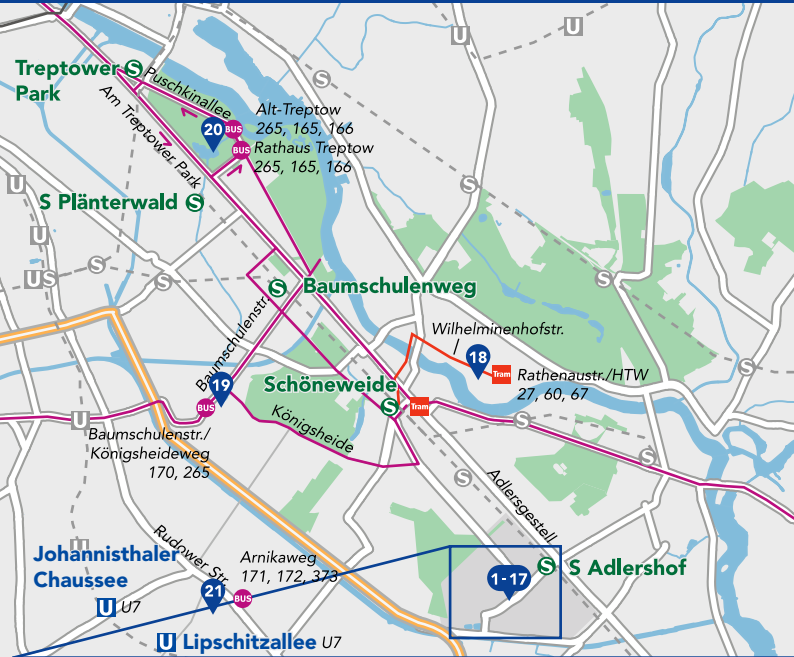 U
U
S
Treptower S
Park
Puschkinallee
Am Treptower Park
Alt-Treptow
265, 165, 166
20
BUS
BUS
Rathaus Treptow
265, 165, 166
U
S
S Plänterwald S
U
US
S
S
S
S
Baumschulenweg
Baumschulenstr.
Wilhelminenhofstr.
18
Tram
Rathenaustr./HTW
27, 60, 67
S
19
BUS
Schöneweide
S
Tram
U
S
Königsheide
Baumschulenstr./
Königsheideweg
170, 265
S
S
Adlersgestell
Rudower Str.
U
Johannisthaler
Chaussee
U U7
Arnikaweg
171, 172, 373
21
BUS
1-17
S S Adlershof
U Lipschitzallee U7